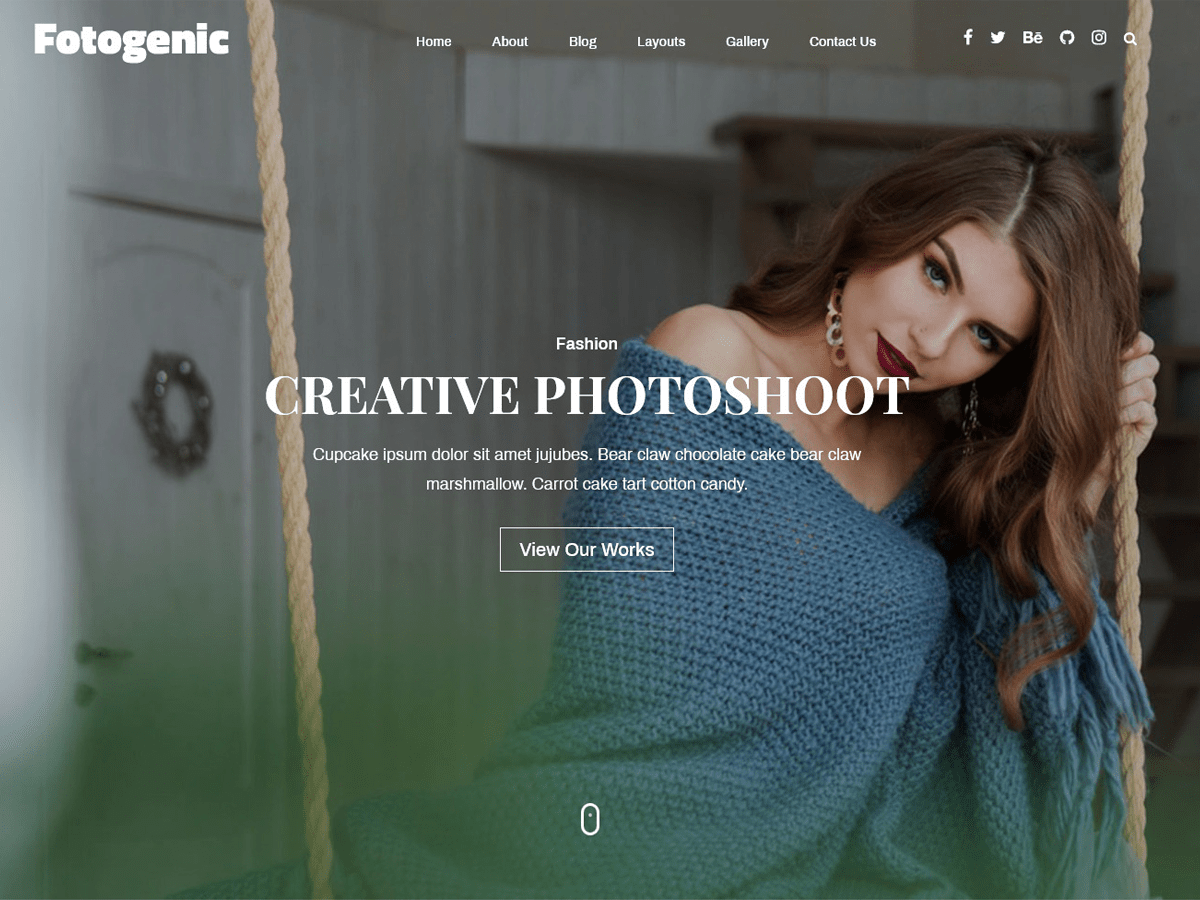 Fotogenic
Home About Blog Layouts Gallery Contact Us
Fashion
CREATIVE PHOTOSHOOT
Cupcake ipsum dolor sit amet jujubes. Bear claw chocolate cake bear claw
marshmallow. Carrot cake tart cotton candy.
View Our Works